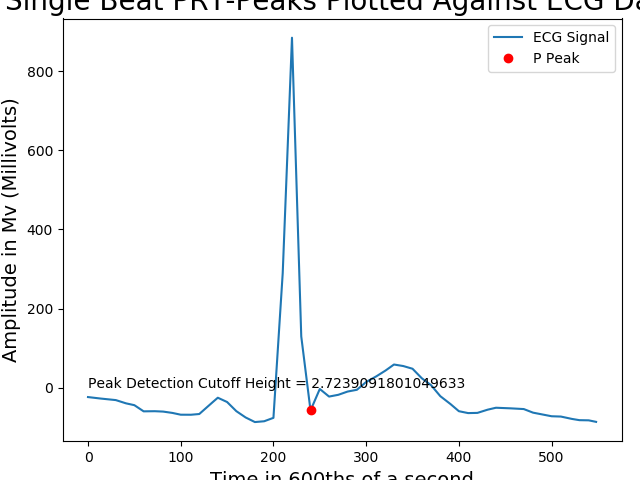 Single Beat PRT-Peaks Plotted Against ECG Da
ECG Signal
P Peak
Amplitude in Mv (Millivolts)
800
600
400
200
0
Peak Detection Cutoff Height = 2.7239091801049633
0 100 200 300 400 500
Time in 600ths of a second